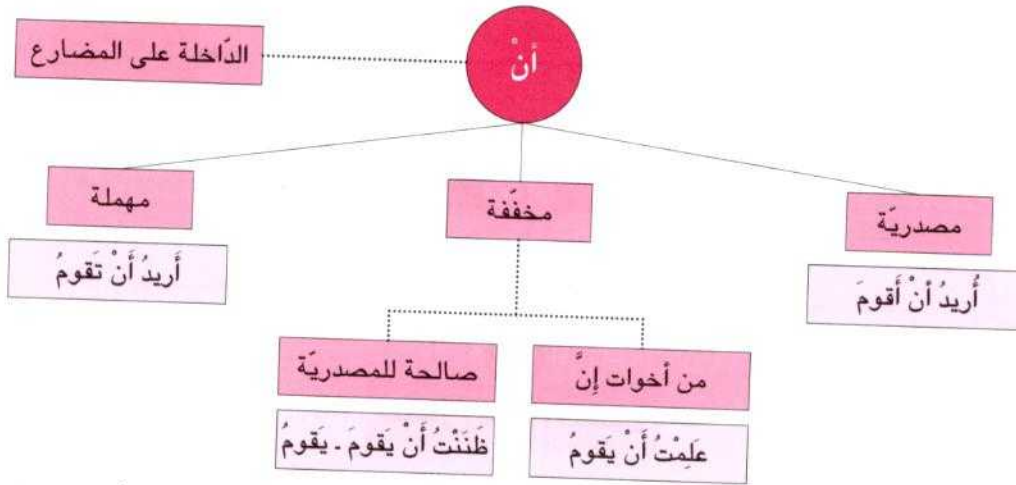 أَنْ
الدّاخلة على المضارع
مصدريّة
مخفّفة
مهملة
أُريدُ أنْ أَقومَ
أَريدُ أَنْ تَقومُ
من أخوات إِنَّ
صالحة للمصدريّة
عَلِمْتُ أَنْ يَقومُ
ظَنَنْتُ أَنْ يَقومَ ـ يَقومُ